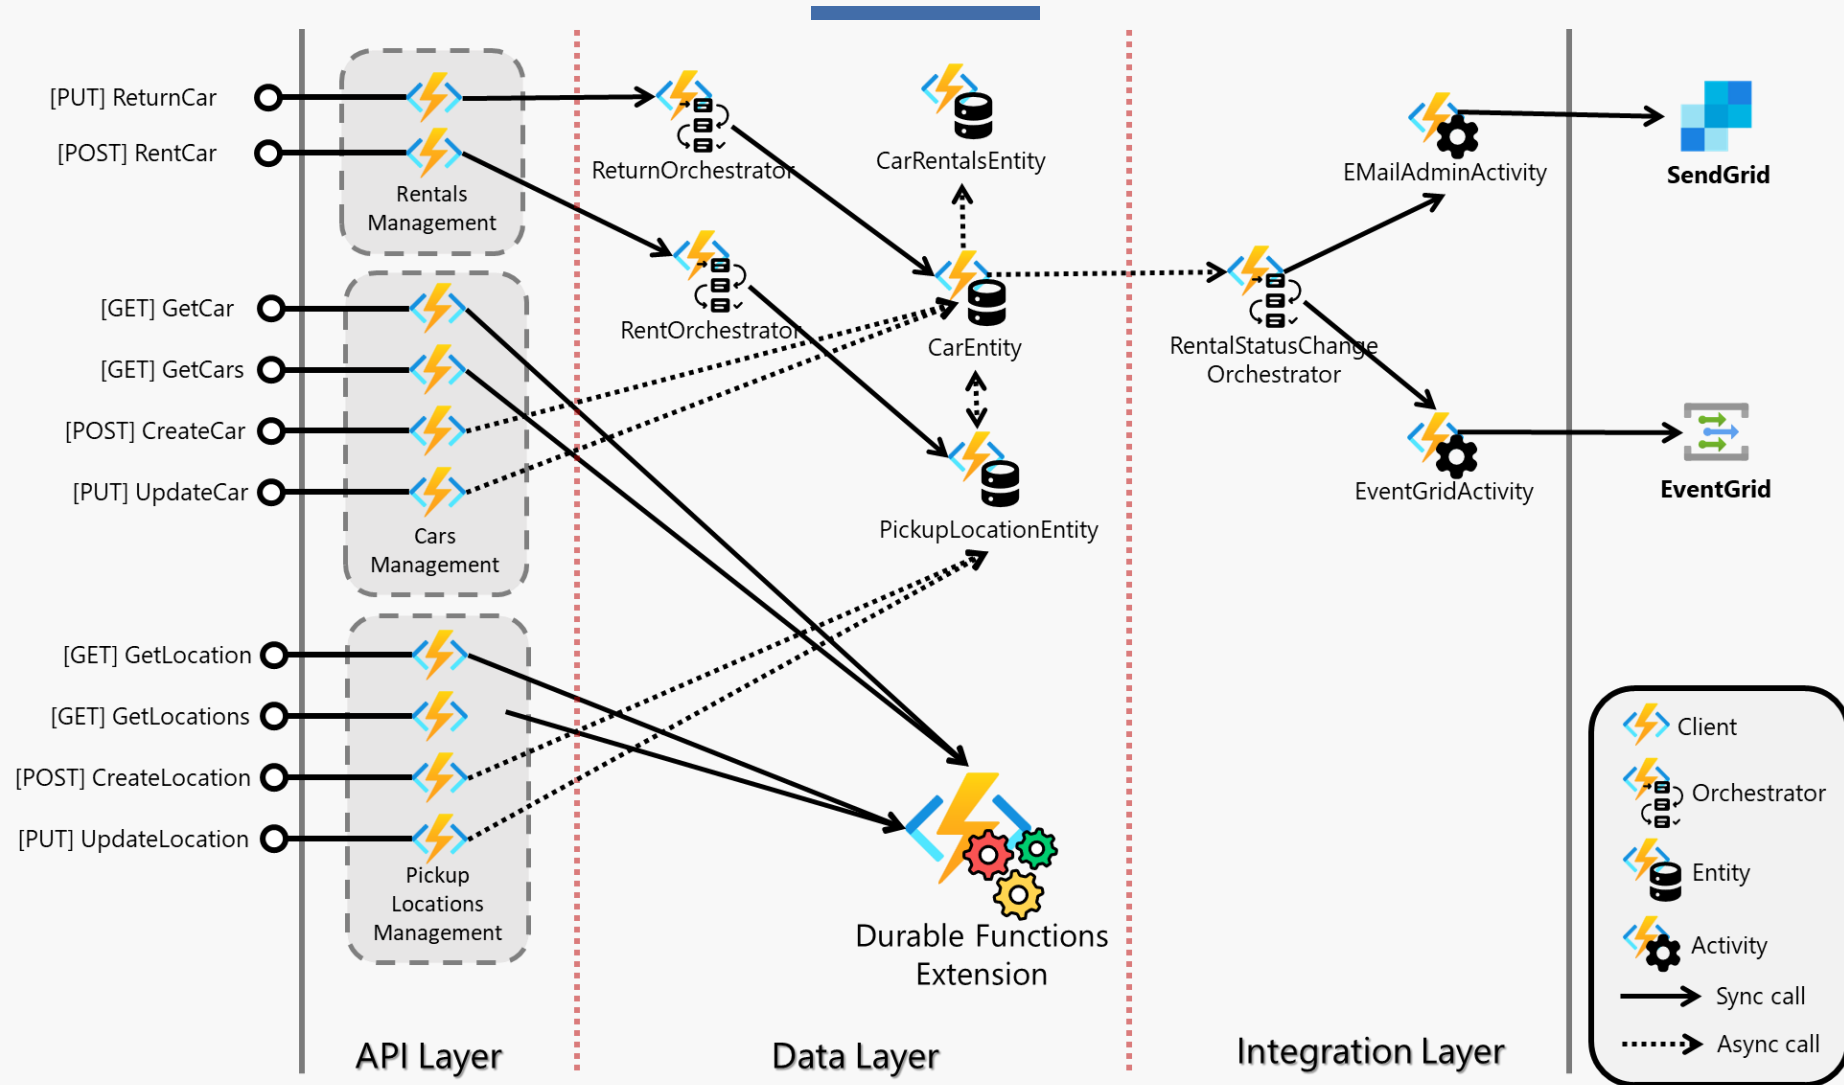 [PUT] ReturnCar
[POST] RentCar
Rentals
Management
[GET] GetCar
[GET] GetCars
[POST] CreateCar
[PUT] UpdateCar
Cars
Management
[GET] GetLocation
[GET] GetLocations
[POST] CreateLocation
[PUT] UpdateLocation
Pickup
Locations
Management
API Layer
ReturnOrchestrator
RentOrchestrator
CarRentalsEntity
CarEntity
PickupLocationEntity
Durable Functions
Extension
Data Layer
EMailAdminActivity
RentalStatusChange
Orchestrator
EventGridActivity
Integration Layer
SendGrid
EventGrid
Client
Orchestrator
Entity
Activity
Sync call
Async call